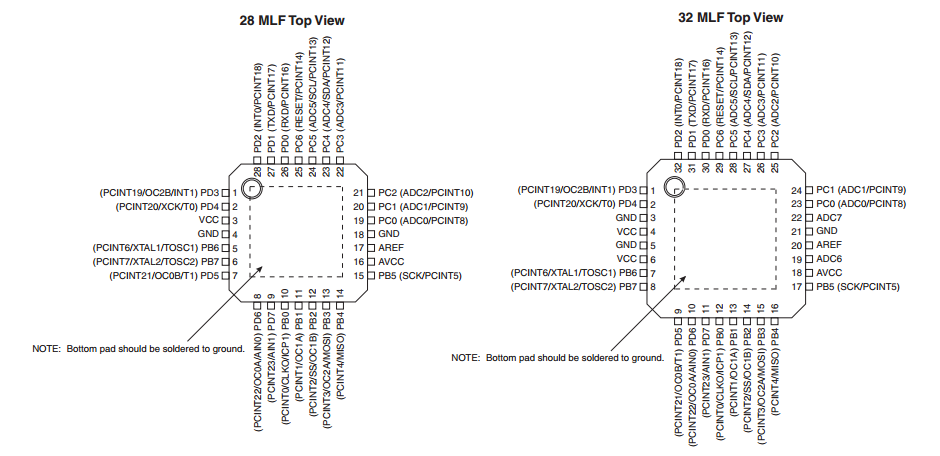 28 MLF Top View
PD2 (INT0/PCINT18)
PD1 (TXD/PCINT17)
PD0 (RXD/PCINT16)
PC6 (RESET/PCINT14)
PC5 (ADC5/SCL/PCINT13)
PC4 (ADC4/SDA/PCINT12)
PC3 (ADC3/PCINT11)
28
27
26
25
24
23
22
(PCINT19/OC2B/INT1) PD3 1
(PCINT20/XCK/T0) PD4 2
VCC 3
GND 4
(PCINT6/XTAL1/TOSC1) PB6 5
(PCINT7/XTAL2/TOSC2) PB7 6
(PCINT21/OC0B/T1) PD5 7
21 PC2 (ADC2/PCINT10)
20 PC1 (ADC1/PCINT9)
19 PC0 (ADC0/PCINT8)
18 GND
17 AREF
16 AVCC
15 PB5 (SCK/PCINT5)
8
9
10
11
12
13
14
(PCINT22/OC0A/AIN0) PD6
(PCINT23/AIN1) PD7
(PCINT0/CLKO/ICP1) PB0
(PCINT1/OC1A) PB1
(PCINT2/SS/OC1B) PB2
(PCINT3/OC2A/MOSI) PB3
(PCINT4/MISO) PB4
NOTE: Bottom pad should be soldered to ground.
32 MLF Top View
PD2 (INT0/PCINT18)
PD1 (TXD/PCINT17)
PD0 (RXD/PCINT16)
PC6 (RESET/PCINT14)
PC5 (ADC5/SCL/PCINT13)
PC4 (ADC4/SDA/PCINT12)
PC3 (ADC3/PCINT11)
PC2 (ADC2/PCINT10)
32
31
30
29
28
27
26
25
(PCINT19/OC2B/INT1) PD3 1
(PCINT20/XCK/T0) PD4 2
GND 3
VCC 4
GND 5
VCC 6
(PCINT6/XTAL1/TOSC1) PB6 7
(PCINT7/XTAL2/TOSC2) PB7 8
24 PC1 (ADC1/PCINT9)
23 PC0 (ADC0/PCINT8)
22 ADC7
21 GND
20 AREF
19 ADC6
18 AVCC
17 PB5 (SCK/PCINT5)
9
10
11
12
13
14
15
16
(PCINT21/OC0B/T1) PD5
(PCINT22/OC0A/AIN0) PD6
(PCINT23/AIN1) PD7
(PCINT0/CLKO/ICP1) PB0
(PCINT1/OC1A) PB1
(PCINT2/SS/OC1B) PB2
(PCINT3/OC2A/MOSI) PB3
(PCINT4/MISO) PB4
NOTE: Bottom pad should be soldered to ground.